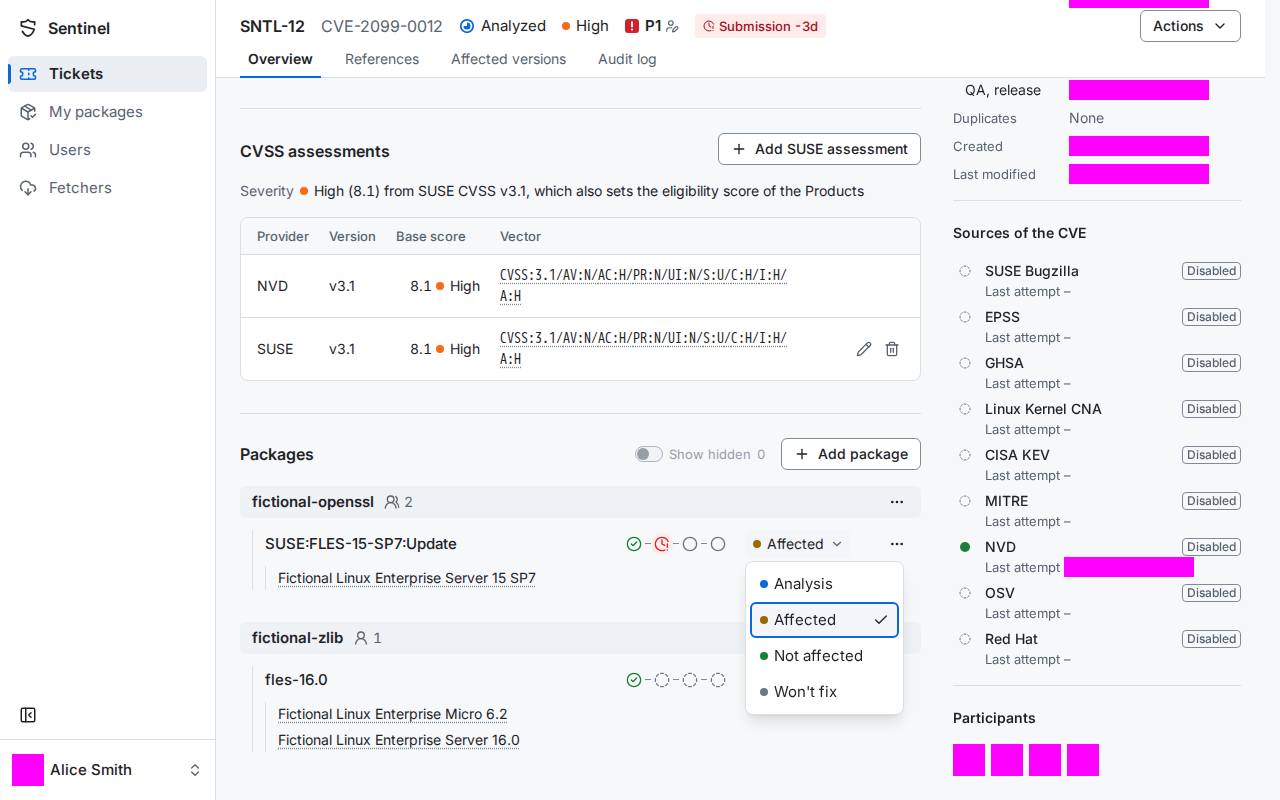 Sentinel
Tickets
My packages
Users
Fetchers
Alice Smith
SNTL-12 CVE-2099-0012 Analyzed High P1 Submission -3d
Actions
Overview References Affected versions Audit log
CVSS assessments
Add SUSE assessment
Severity High (8.1) from SUSE CVSS v3.1, which also sets the eligibility score of the Products
Provider Version Base score Vector
NVD v3.1 8.1 High CVSS:3.1/AV:N/AC:H/PR:N/UI:N/S:U/C:H/I:H/
A:H
SUSE v3.1 8.1 High CVSS:3.1/AV:N/AC:H/PR:N/UI:N/S:U/C:H/I:H/
A:H
Packages
Show hidden 0
Add package
fictional-openssl 2
SUSE:FLES-15-SP7:Update
Affected
Fictional Linux Enterprise Server 15 SP7
Analysis
Affected
Not affected
Won't fix
fictional-zlib 1
fles-16.0
Fictional Linux Enterprise Micro 6.2
Fictional Linux Enterprise Server 16.0
QA, release
Duplicates None
Created
Last modified
Sources of the CVE
SUSE Bugzilla Disabled
Last attempt –
EPSS Disabled
Last attempt –
GHSA Disabled
Last attempt –
Linux Kernel CNA Disabled
Last attempt –
CISA KEV Disabled
Last attempt –
MITRE Disabled
Last attempt –
NVD Disabled
Last attempt
OSV Disabled
Last attempt –
Red Hat Disabled
Last attempt –
Participants